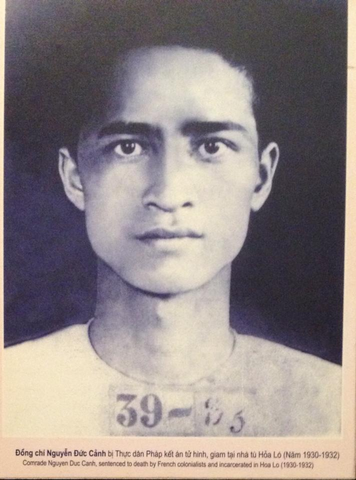 39-95
Đồng chí Nguyễn Đức Cảnh bị Thực dân Pháp kết án tử hình, giam tại nhà tù Hỏa Lò (Năm 1930-1932)
Comrade Nguyen Duc Canh, sentenced to death by French colonialists and incarcerated in Hoa Lo (1930-1932)